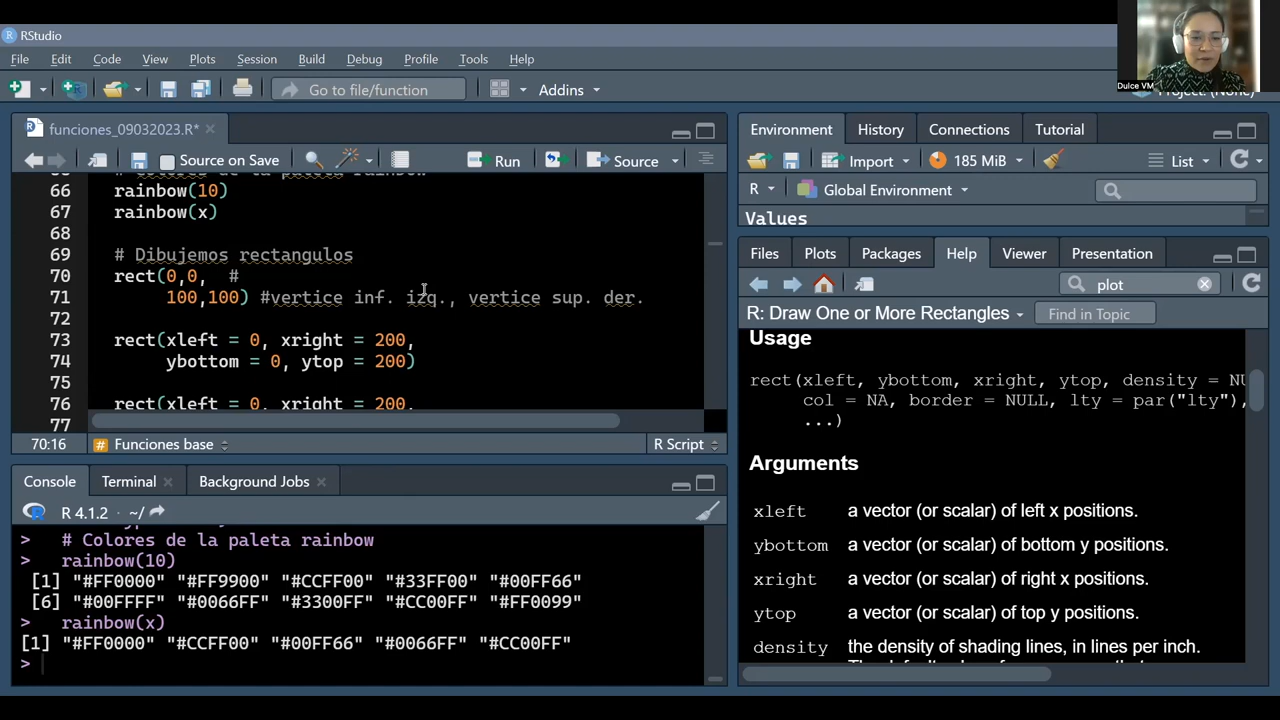 RStudio
File Edit Code View Plots Session Build Debug Profile Tools Help
Go to file/function
Addins
Dulce VM
funciones_09032023.R*
Source on Save
Run
Source
66 rainbow(10)
67 rainbow(x)
68
69 # Dibujemos rectangulos
70 rect(0,0, #
71 100,100) #vertice inf. izq., vertice sup. der.
72
73 rect(xleft = 0, xright = 200,
74 ybottom = 0, ytop = 200)
75
76 rect(xleft = 0, xright = 200,
77
70:16 # Funciones base R Script
Console Terminal Background Jobs
R 4.1.2 · ~/
> # Colores de la paleta rainbow
> rainbow(10)
[1] "#FF0000" "#FF9900" "#CCFF00" "#33FF00" "#00FF66"
[6] "#00FFFF" "#0066FF" "#3300FF" "#CC00FF" "#FF0099"
> rainbow(x)
[1] "#FF0000" "#CCFF00" "#00FF66" "#0066FF" "#CC00FF"
>
Environment History Connections Tutorial
Import 185 MiB List
R Global Environment
Values
Files Plots Packages Help Viewer Presentation
plot
R: Draw One or More Rectangles Find in Topic
Usage
rect(xleft, ybottom, xright, ytop, density = NU
col = NA, border = NULL, lty = par("lty"),
...)
Arguments
xleft a vector (or scalar) of left x positions.
ybottom a vector (or scalar) of bottom y positions.
xright a vector (or scalar) of right x positions.
ytop a vector (or scalar) of top y positions.
density the density of shading lines, in lines per inch.